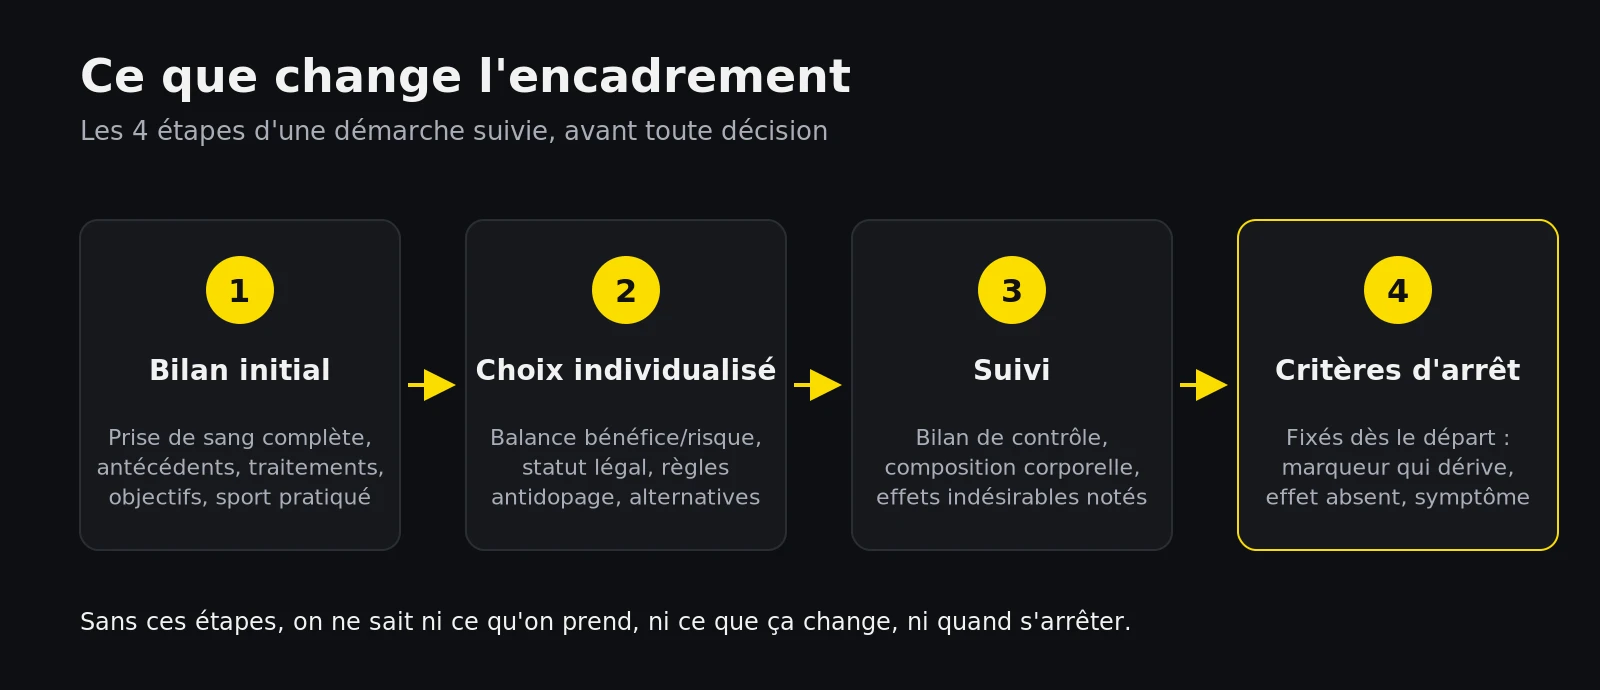 Ce que change l'encadrement
Les 4 étapes d'une démarche suivie, avant toute décision
1
Bilan initial
Prise de sang complète,
antécédents, traitements,
objectifs, sport pratiqué
2
Choix individualisé
Balance bénéfice/risque,
statut légal, règles
antidopage, alternatives
3
Suivi
Bilan de contrôle,
composition corporelle,
effets indésirables notés
4
Critères d'arrêt
Fixés dès le départ :
marqueur qui dérive,
effet absent, symptôme
Sans ces étapes, on ne sait ni ce qu'on prend, ni ce que ça change, ni quand s'arrêter.